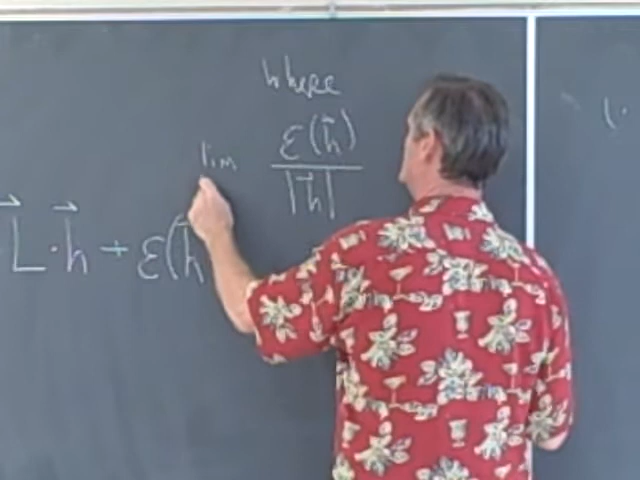 where
lim ε(h⃗) / |h⃗|
L⃗ · h⃗ + ε(h⃗